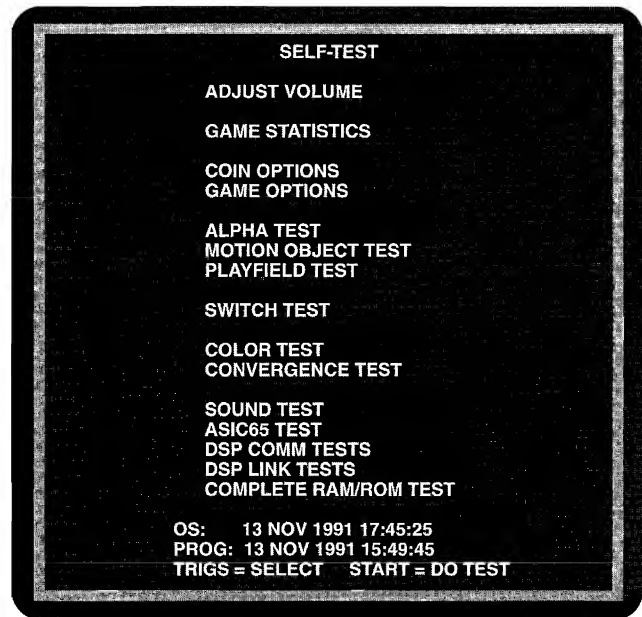 SELF-TEST
ADJUST VOLUME
GAME STATISTICS
COIN OPTIONS
GAME OPTIONS
ALPHA TEST
MOTION OBJECT TEST
PLAYFIELD TEST
SWITCH TEST
COLOR TEST
CONVERGENCE TEST
SOUND TEST
ASIC65 TEST
DSP COMM TESTS
DSP LINK TESTS
COMPLETE RAM/ROM TEST
OS: 13 NOV 1991 17:45:25
PROG: 13 NOV 1991 15:49:45
TRIGS = SELECT START = DO TEST